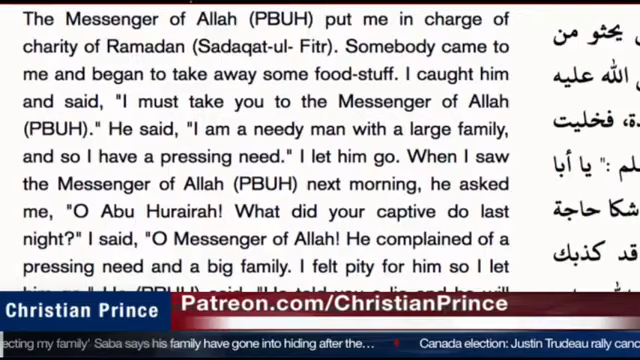 The Messenger of Allah (PBUH) put me in charge of
charity of Ramadan (Sadaqat-ul- Fitr). Somebody came to
me and began to take away some food-stuff. I caught him
and said, "I must take you to the Messenger of Allah
(PBUH)." He said, "I am a needy man with a large family,
and so I have a pressing need." I let him go. When I saw
the Messenger of Allah (PBUH) next morning, he asked
me, "O Abu Hurairah! What did your captive do last
night?" I said, "O Messenger of Allah! He complained of a
pressing need and a big family. I felt pity for him so I let
يحثو من
الله عليه
فخليت
يا أبا
شكا حاجة
قد كذبك
Christian Prince
Patreon.com/ChristianPrince
ecting my family' Saba says his family have gone into hiding after the...
Canada election: Justin Trudeau rally canc